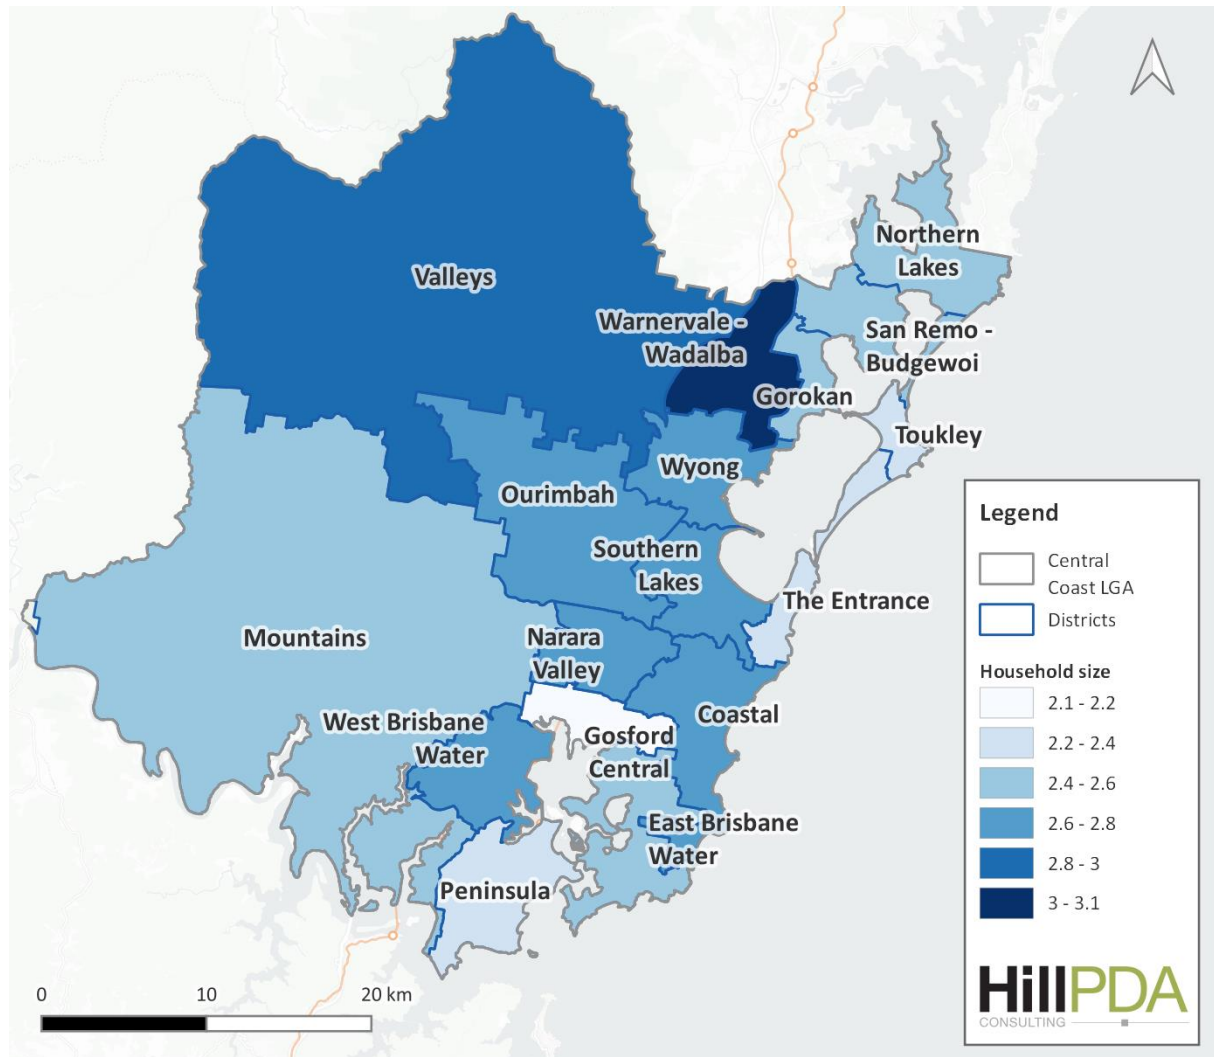 Northern
Lakes
Valleys
Warnervale -
Wadalba
San Remo -
Budgewoi
Gorokan
Toukley
Wyong
Ourimbah
Southern
Lakes
The Entrance
Mountains
Narara
Valley
West Brisbane
Water
Coastal
Gosford
Central
East Brisbane
Water
Peninsula
Legend
Central
Coast LGA
Districts
Household size
2.1 - 2.2
2.2 - 2.4
2.4 - 2.6
2.6 - 2.8
2.8 - 3
3 - 3.1
0 10 20 km
HillPDA
CONSULTING